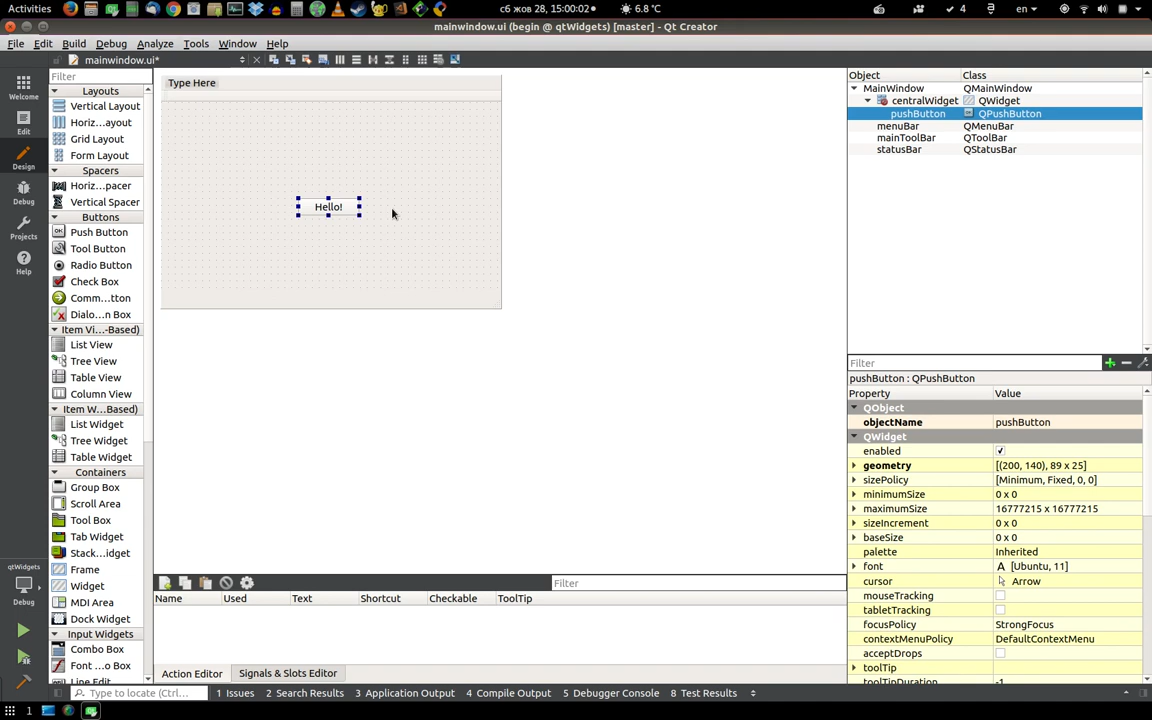 Activities
сб жов 28, 15:00:02
6.8 °C
4
en
mainwindow.ui (begin @ qtWidgets) [master] - Qt Creator
File Edit Build Debug Analyze Tools Window Help
mainwindow.ui*
Welcome
Edit
Design
Debug
Projects
Help
qtWidgets
Debug
Filter
Layouts
Vertical Layout
Horiz...ayout
Grid Layout
Form Layout
Spacers
Horiz...pacer
Vertical Spacer
Buttons
Push Button
Tool Button
Radio Button
Check Box
Comm...tton
Dialo...n Box
Item Vi...-Based)
List View
Tree View
Table View
Column View
Item W...Based)
List Widget
Tree Widget
Table Widget
Containers
Group Box
Scroll Area
Tool Box
Tab Widget
Stack...idget
Frame
Widget
MDI Area
Dock Widget
Input Widgets
Combo Box
Font ...o Box
Line Edit
Type Here
Hello!
Object Class
MainWindow QMainWindow
centralWidget QWidget
pushButton QPushButton
menuBar QMenuBar
mainToolBar QToolBar
statusBar QStatusBar
Filter
pushButton : QPushButton
Property Value
QObject
objectName pushButton
QWidget
enabled
geometry [(200, 140), 89 x 25]
sizePolicy [Minimum, Fixed, 0, 0]
minimumSize 0 x 0
maximumSize 16777215 x 16777215
sizeIncrement 0 x 0
baseSize 0 x 0
palette Inherited
font A [Ubuntu, 11]
cursor Arrow
mouseTracking
tabletTracking
focusPolicy StrongFocus
contextMenuPolicy DefaultContextMenu
acceptDrops
toolTip
toolTipDuration -1
Filter
Name Used Text Shortcut Checkable ToolTip
Action Editor Signals & Slots Editor
Type to locate (Ctrl...
1 Issues 2 Search Results 3 Application Output 4 Compile Output 5 Debugger Console 8 Test Results
1